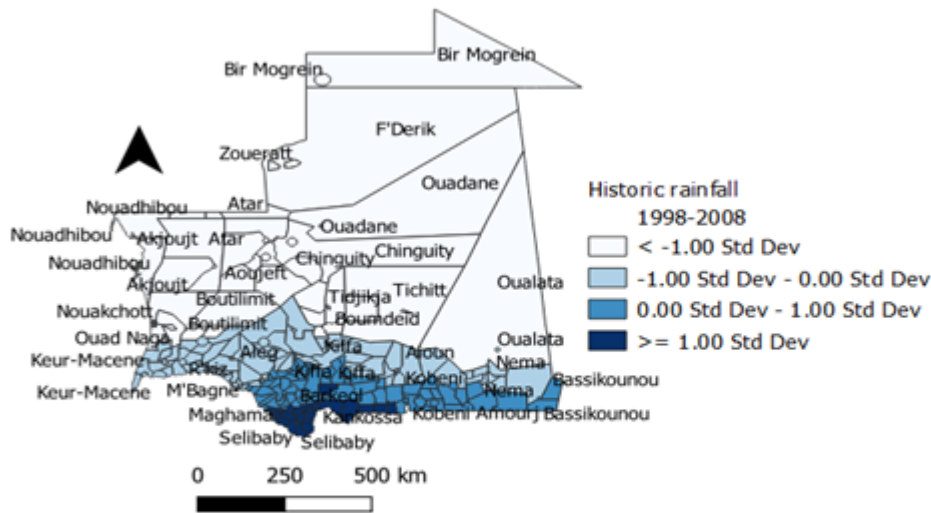 Bir Mogrein
Bir Mogrein
F'Derik
Zoueratt
Ouadane
Nouadhibou
Atar
Ouadane
Nouadhibou
Akjoujt
Atar
Chinguity
Chinguity
Nouadhibou
Aoujeft
Akjoujt
Tidjikja
Tichitt
Oualata
Boutilimit
Nouakchott
Boumdeid
Boutilimit
Ouad Naga
Oualata
Kiffa
Aleg
Aioun
Keur-Macene
Nema
R'kiz
Kiffa
Kiffa
Kobeni
Bassikounou
Keur-Macene
M'Bagne
Barkeol
Nema
Maghama
Kankossa
Kobeni
Amourj
Bassikounou
Selibaby
Selibaby
Historic rainfall
1998-2008
< -1.00 Std Dev
-1.00 Std Dev - 0.00 Std Dev
0.00 Std Dev - 1.00 Std Dev
>= 1.00 Std Dev
0 250 500 km